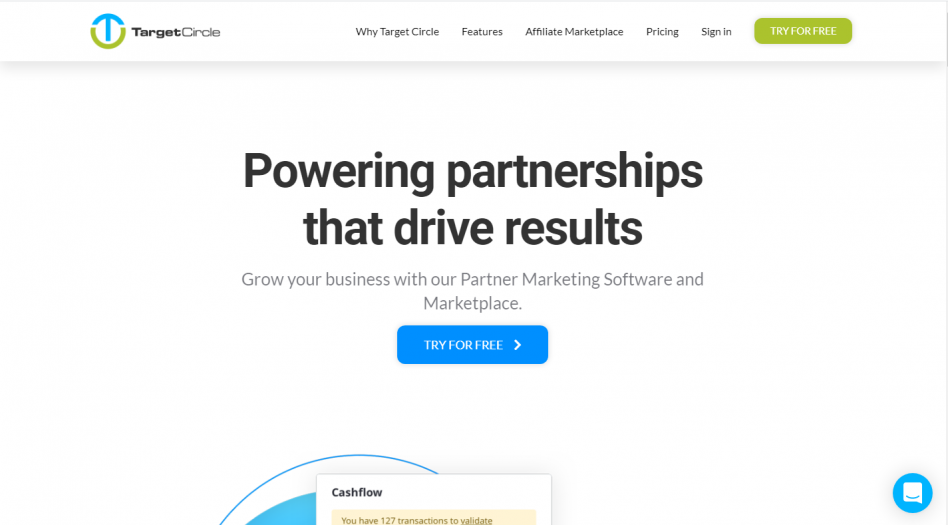 TargetCircle
Why Target Circle
Features
Affiliate Marketplace
Pricing
Sign in
TRY FOR FREE
Powering partnerships
that drive results
Grow your business with our Partner Marketing Software and
Marketplace.
TRY FOR FREE
Cashflow
You have 127 transactions to validate